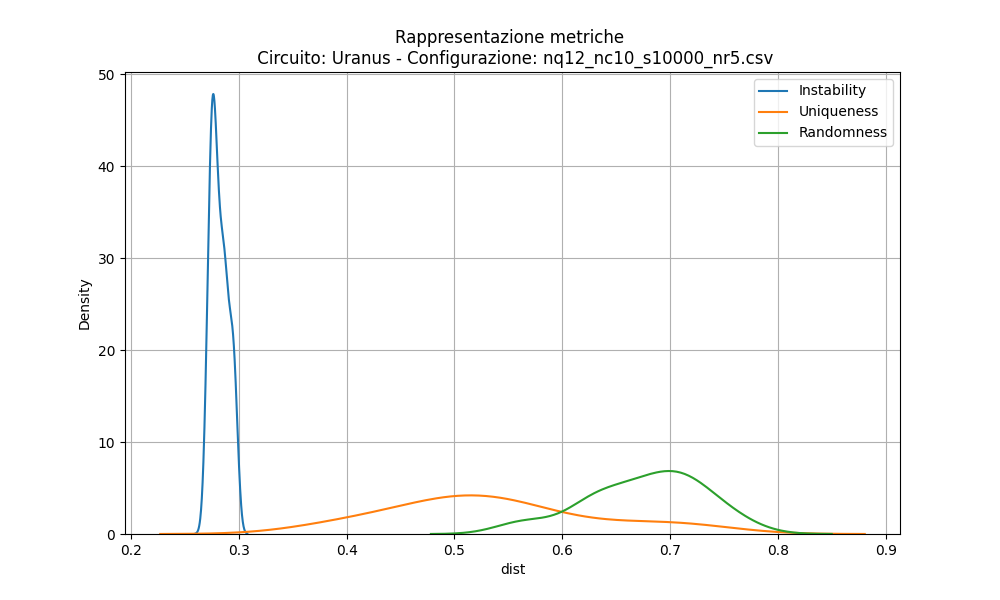 Rappresentazione metriche
Circuito: Uranus - Configurazione: nq12_nc10_s10000_nr5.csv
50
40
30
20
10
0
Density
Instability
Uniqueness
Randomness
0.2 0.3 0.4 0.5 0.6 0.7 0.8 0.9
dist